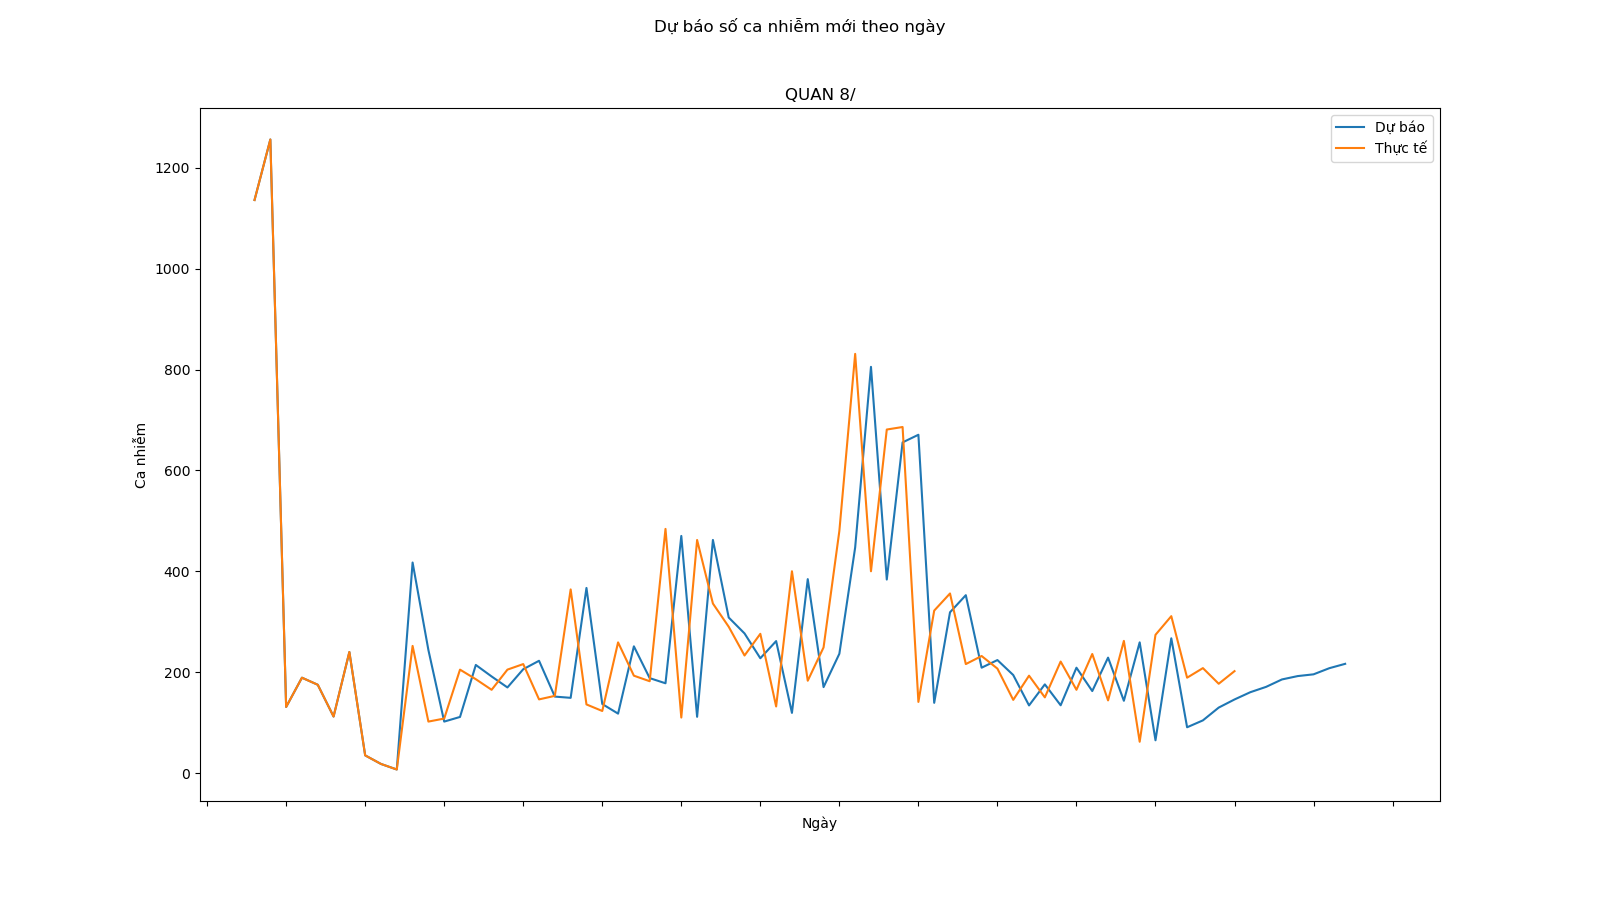 Dự báo số ca nhiễm mới theo ngày
QUAN 8/
Dự báo
Thực tế
1200
1000
800
600
400
200
0
Ca nhiễm
Ngày